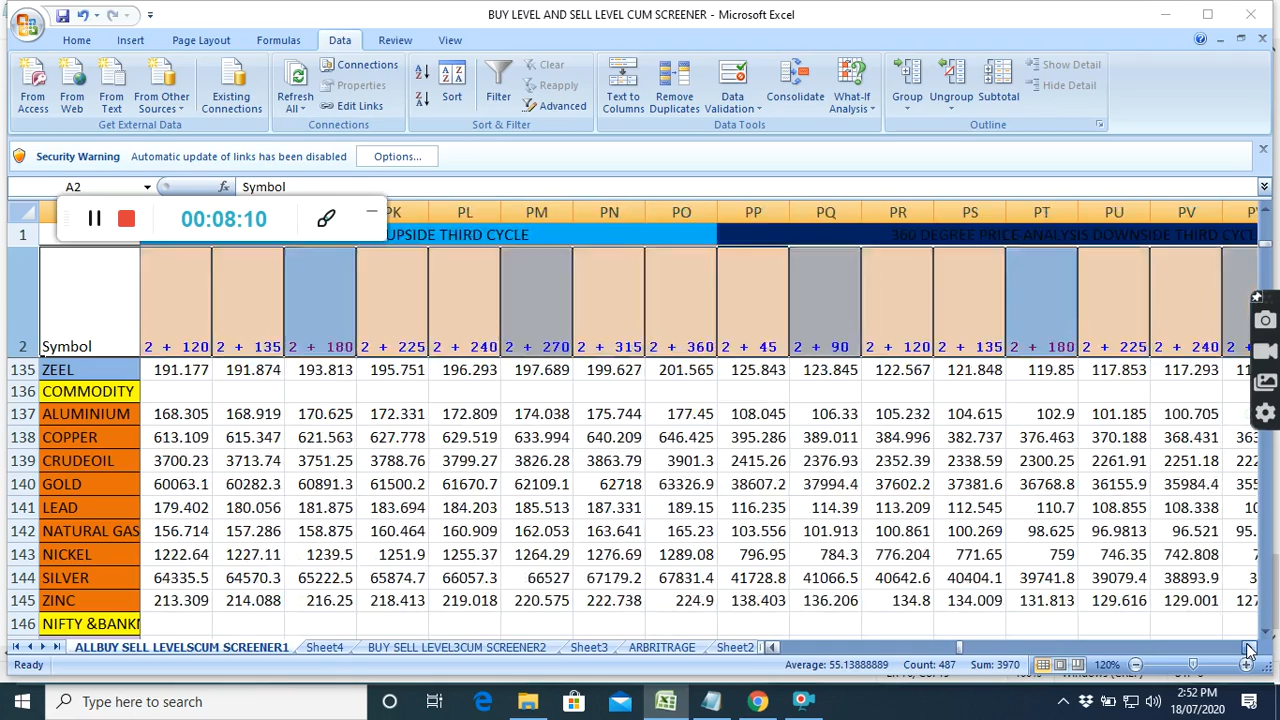 BUY LEVEL AND SELL LEVEL CUM SCREENER - Microsoft Excel
Home Insert Page Layout Formulas Data Review View
From Access
From Web
From Text
From Other Sources
Existing Connections
Get External Data
Refresh All
Connections
Properties
Edit Links
Connections
Sort
Filter
Clear
Reapply
Advanced
Sort & Filter
Text to Columns
Remove Duplicates
Data Validation
Consolidate
What-If Analysis
Data Tools
Group
Ungroup
Subtotal
Show Detail
Hide Detail
Outline
Security Warning Automatic update of links has been disabled Options...
A2 fx Symbol
00:08:10
PK PL PM PN PO PP PQ PR PS PT PU PV
1 UPSIDE THIRD CYCLE 360 DEGREE PRICE ANALYSIS DOWNSIDE THIRD CYCLE
2 Symbol 2 + 120 2 + 135 2 + 180 2 + 225 2 + 240 2 + 270 2 + 315 2 + 360 2 + 45 2 + 90 2 + 120 2 + 135 2 + 180 2 + 225 2 + 240 2 +
135 ZEEL 191.177 191.874 193.813 195.751 196.293 197.689 199.627 201.565 125.843 123.845 122.567 121.848 119.85 117.853 117.293 11
136 COMMODITY
137 ALUMINIUM 168.305 168.919 170.625 172.331 172.809 174.038 175.744 177.45 108.045 106.33 105.232 104.615 102.9 101.185 100.705
138 COPPER 613.109 615.347 621.563 627.778 629.519 633.994 640.209 646.425 395.286 389.011 384.996 382.737 376.463 370.188 368.431 363
139 CRUDEOIL 3700.23 3713.74 3751.25 3788.76 3799.27 3826.28 3863.79 3901.3 2415.26 2376.93 2352.39 2338.59 2300.25 2261.91 2251.18 222
140 GOLD 60063.1 60282.3 60891.3 61500.2 61670.7 62109.1 62718 63326.9 38607.2 37994.4 37602.2 37381.6 36768.8 36155.9 35984.4 355
141 LEAD 179.402 180.056 181.875 183.694 184.203 185.513 187.331 189.15 116.235 114.39 113.209 112.545 110.7 108.855 108.338 10
142 NATURAL GAS 156.714 157.286 158.875 160.464 160.909 162.053 163.641 165.23 103.556 101.913 100.861 100.269 98.625 96.9813 96.521 95.
143 NICKEL 1222.64 1227.11 1239.5 1251.9 1255.37 1264.29 1276.69 1289.08 796.95 784.3 776.204 771.65 759 746.35 742.808 7
144 SILVER 64335.5 64570.3 65222.5 65874.7 66057.3 66527 67179.2 67831.4 41728.8 41066.5 40642.6 40404.1 39741.8 39079.4 38893.9 3
145 ZINC 213.309 214.088 216.25 218.413 219.018 220.575 222.738 224.9 138.403 136.206 134.8 134.009 131.813 129.616 129.001 127
146 NIFTY &BANKN
ALLBUY SELL LEVELSCUM SCREENER1 Sheet4 BUY SELL LEVEL3CUM SCREENER2 Sheet3 ARBRITRAGE Sheet2
Ready Average: 55.13888889 Count: 487 Sum: 3970 120%
Type here to search
2:52 PM
18/07/2020